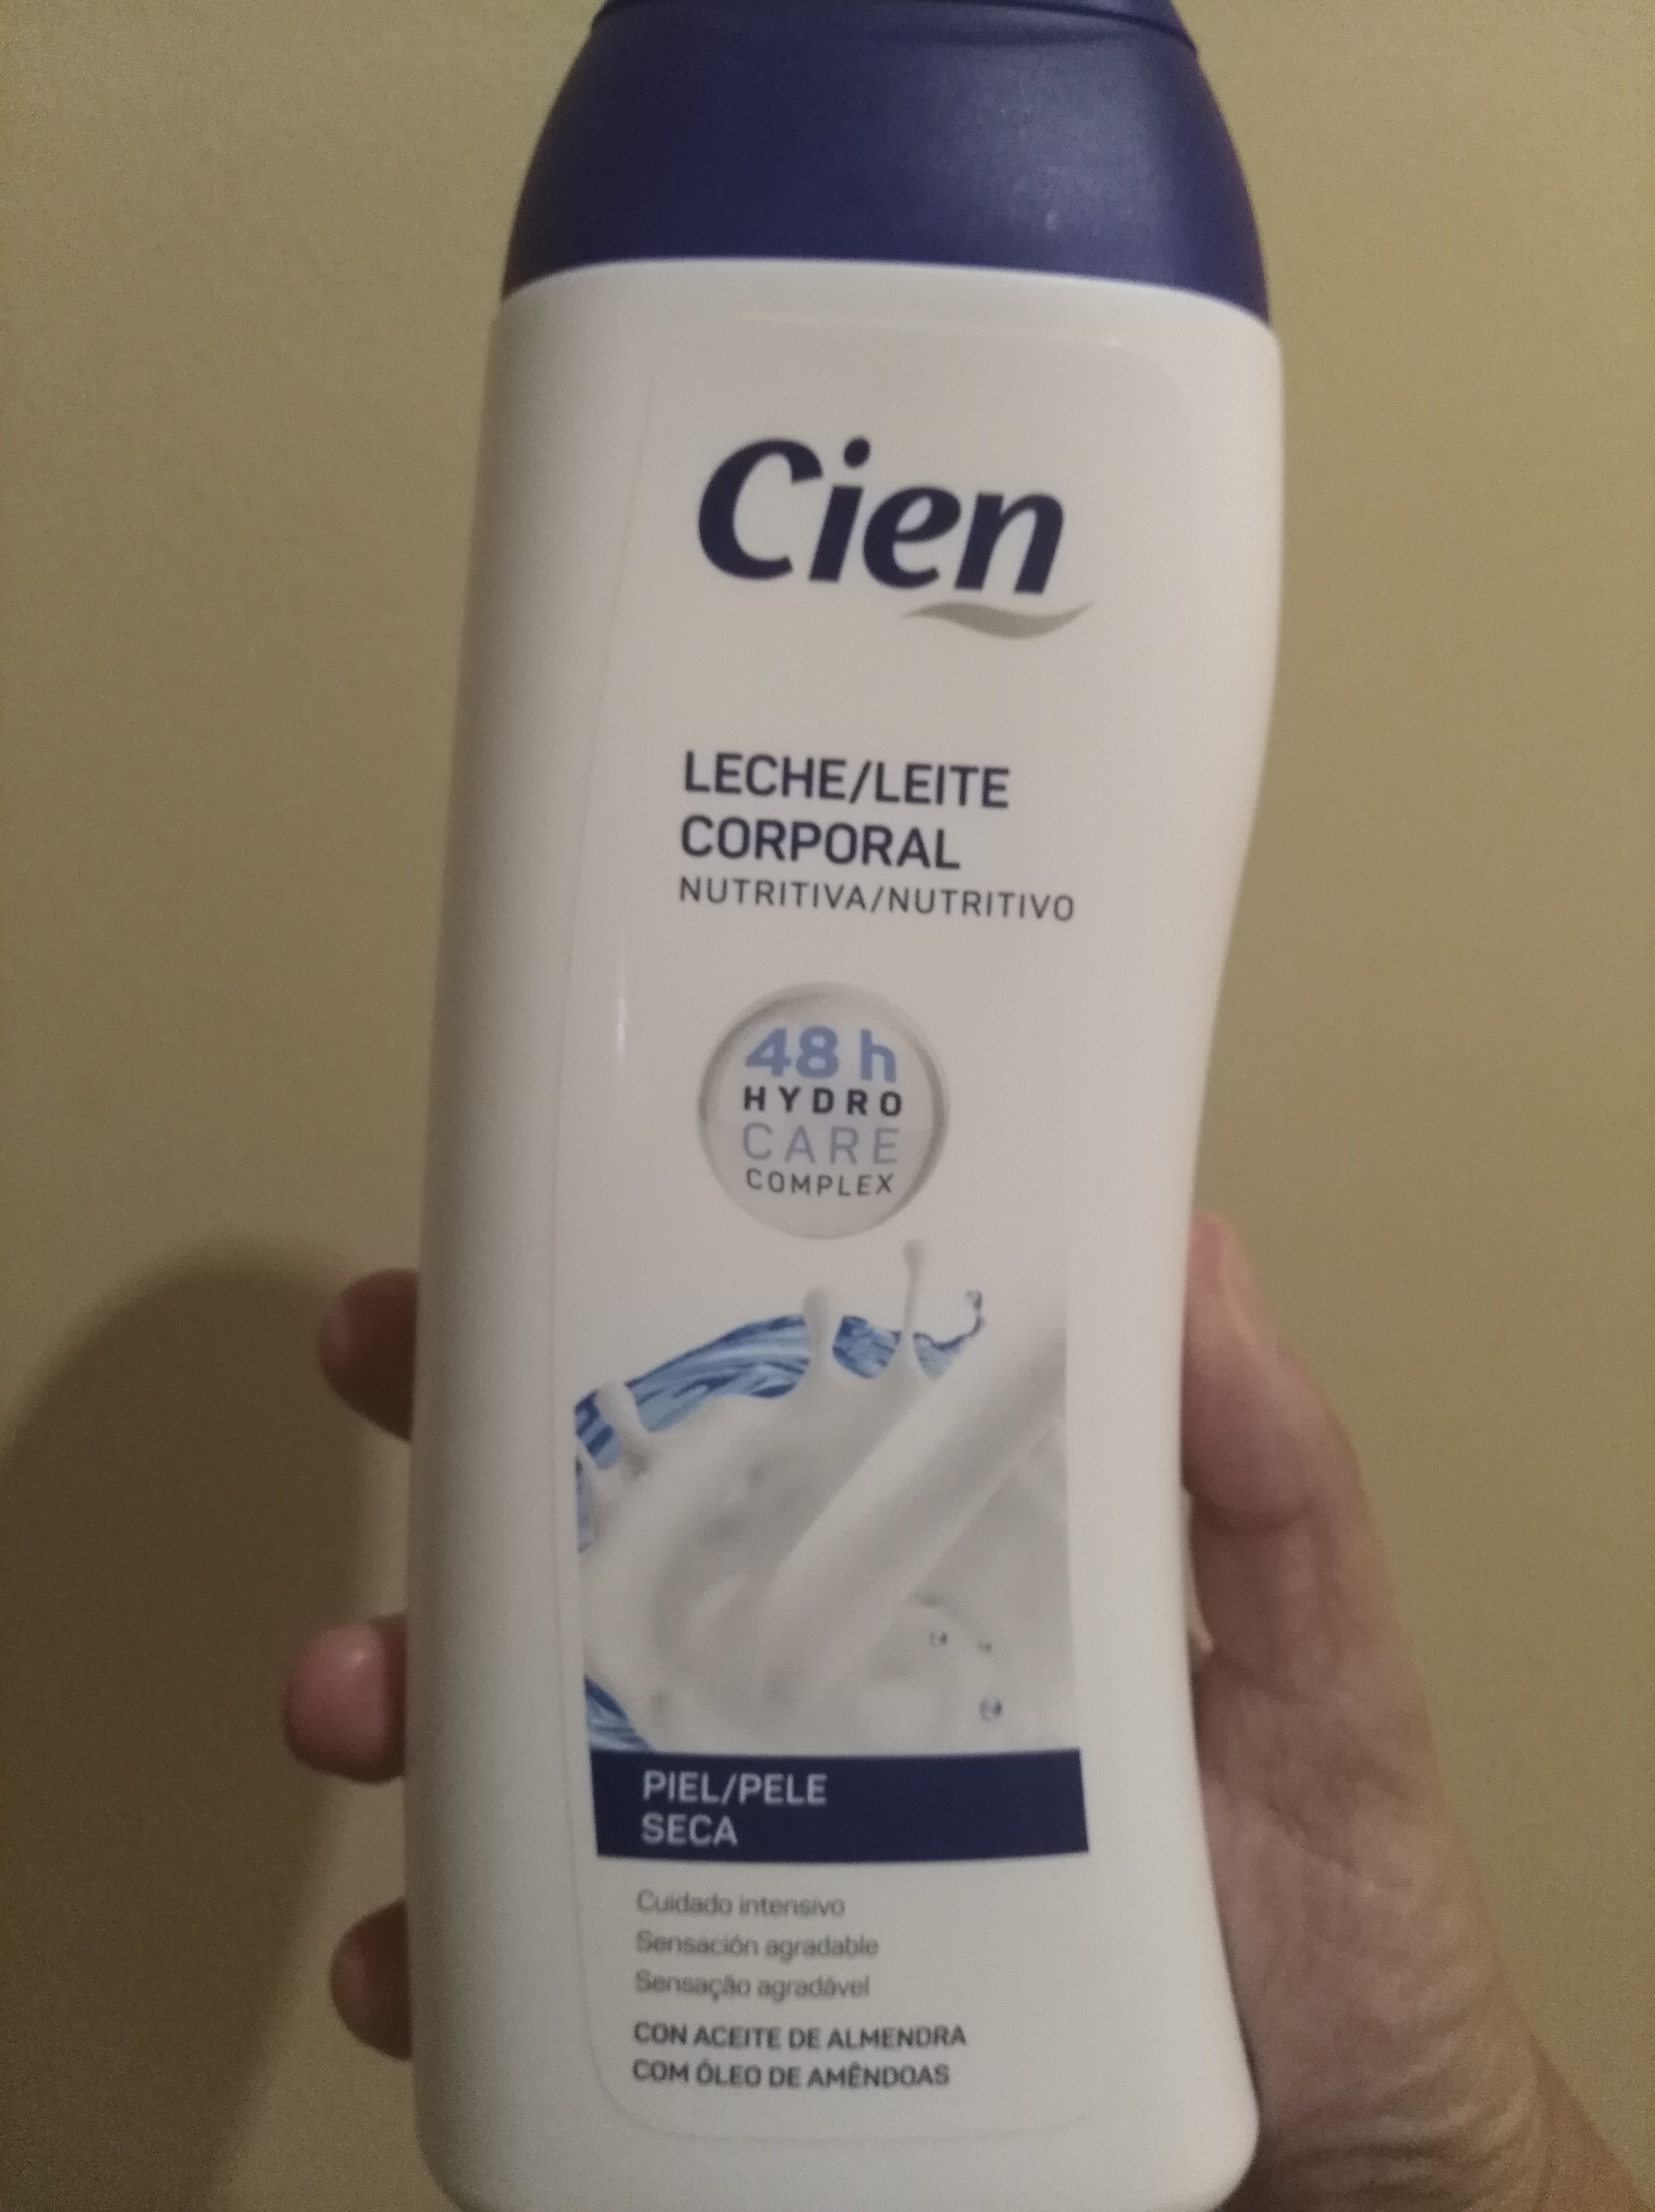 Cien
LECHE/LEITE
CORPORAL
NUTRITIVA/NUTRITIVO
48 h
HYDRO
CARE
COMPLEX
PIEL/PELE
SECA
Cuidado intensivo
Sensación agradable
Sensação agradável
CON ACEITE DE ALMENDRA
COM ÓLEO DE AMÊNDOAS